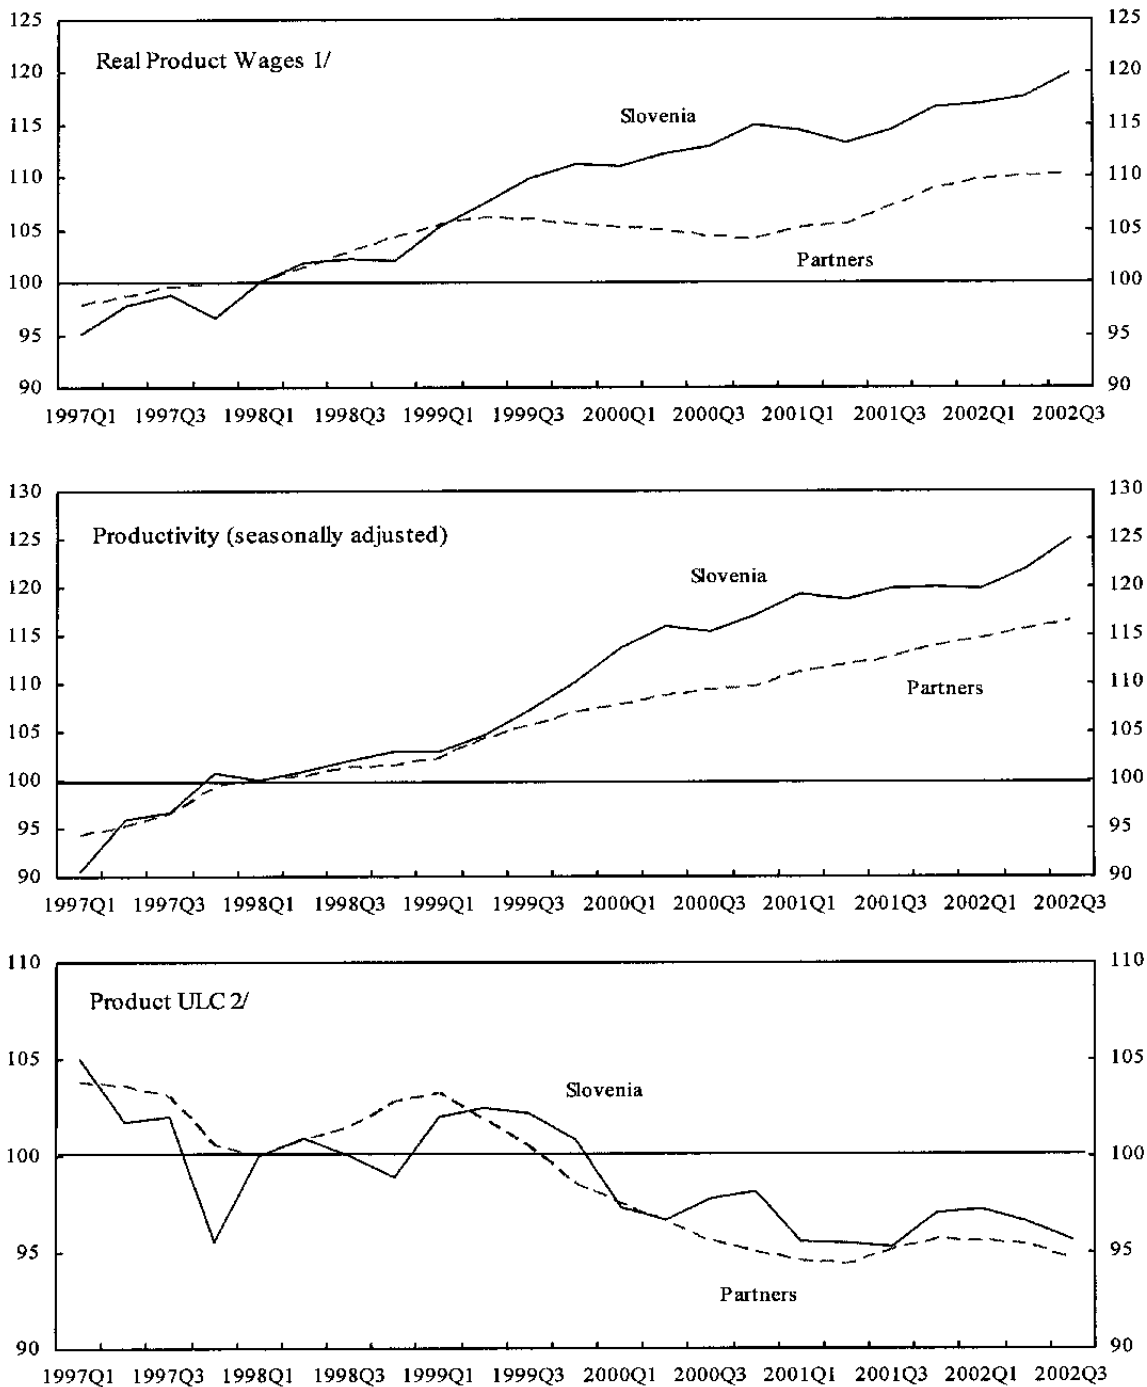 125 125
Real Product Wages 1/
120 120
Slovenia
115 115
110 110
105 105
Partners
100 100
95 95
90 90
1997Q1 1997Q3 1998Q1 1998Q3 1999Q1 1999Q3 2000Q1 2000Q3 2001Q1 2001Q3 2002Q1 2002Q3
130 130
Productivity (seasonally adjusted)
125 125
Slovenia
120 120
115 115
Partners
110 110
105 105
100 100
95 95
90 90
1997Q1 1997Q3 1998Q1 1998Q3 1999Q1 1999Q3 2000Q1 2000Q3 2001Q1 2001Q3 2002Q1 2002Q3
110 110
Product ULC 2/
105 105
Slovenia
100 100
95 95
Partners
90 90
1997Q1 1997Q3 1998Q1 1998Q3 1999Q1 1999Q3 2000Q1 2000Q3 2001Q1 2001Q3 2002Q1 2002Q3